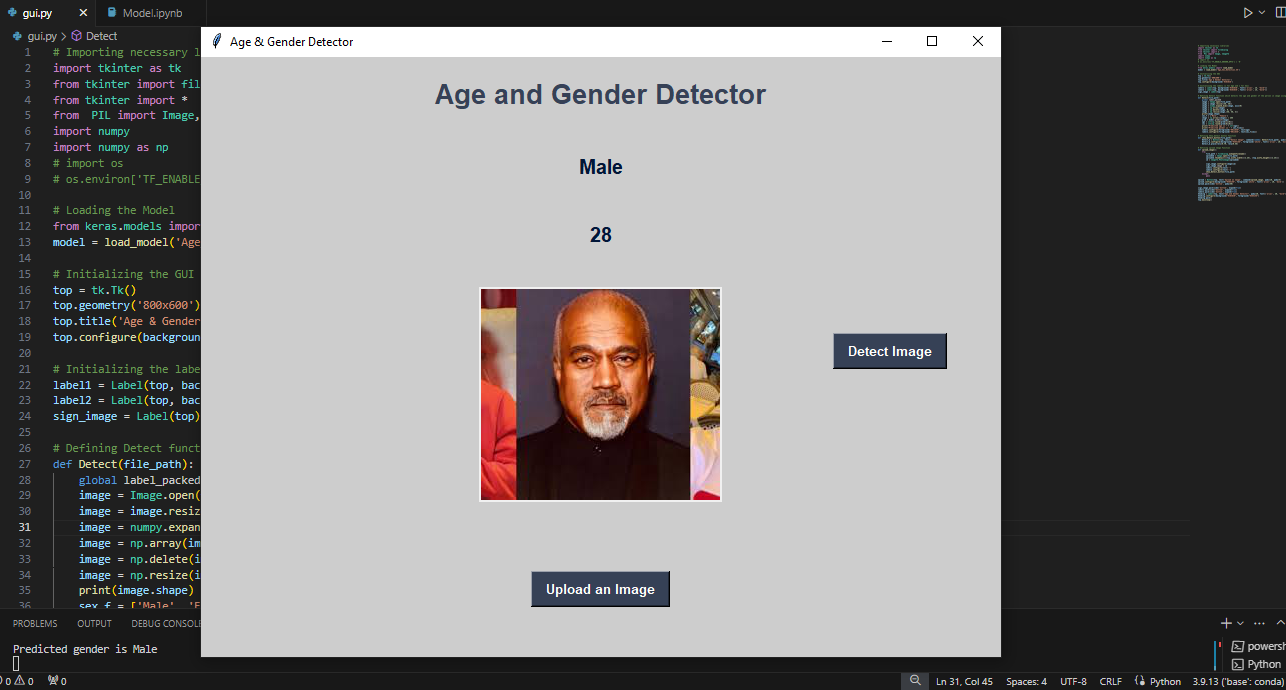 gui.py
Model.ipynb
gui.py > Detect
Age & Gender Detector
Age and Gender Detector
Male
28
Detect Image
Upload an Image
1 # Importing necessary
2 import tkinter as tk
3 from tkinter import fil
4 from tkinter import *
5 from PIL import Image,
6 import numpy
7 import numpy as np
8 # import os
9 # os.environ['TF_ENABLE
10
11 # Loading the Model
12 from keras.models impor
13 model = load_model('Age
14
15 # Initializing the GUI
16 top = tk.Tk()
17 top.geometry('800x600')
18 top.title('Age & Gender
19 top.configure(backgroun
20
21 # Initializing the labe
22 label1 = Label(top, bac
23 label2 = Label(top, bac
24 sign_image = Label(top)
25
26 # Defining Detect funct
27 def Detect(file_path):
28 global label_packed
29 image = Image.open(
30 image = image.resiz
31 image = numpy.expan
32 image = np.array(im
33 image = np.delete(i
34 image = np.resize(i
35 print(image.shape)
36 sex_f = ['Male' 'F
PROBLEMS OUTPUT DEBUG CONSOL
Predicted gender is Male
powersh
Python
0 0 0 Ln 31, Col 45 Spaces: 4 UTF-8 CRLF Python 3.9.13 ('base': conda)